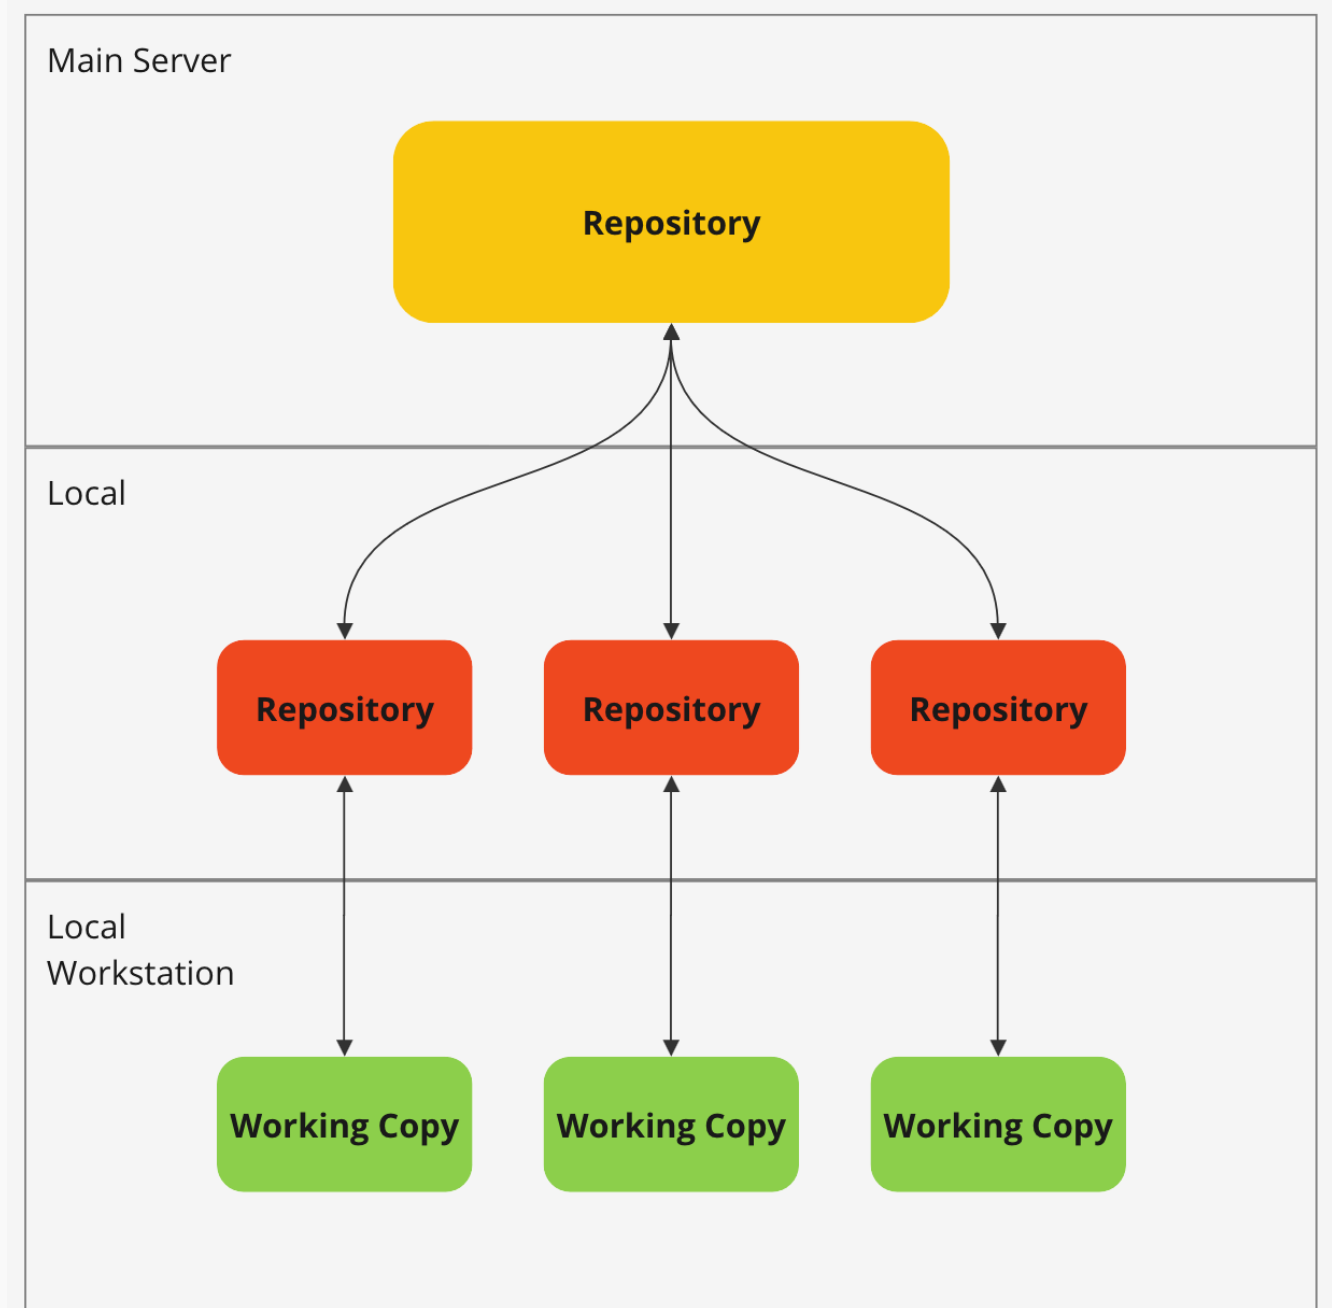 Main Server
Repository
Local
Repository
Repository
Repository
Local
Workstation
Working Copy
Working Copy
Working Copy